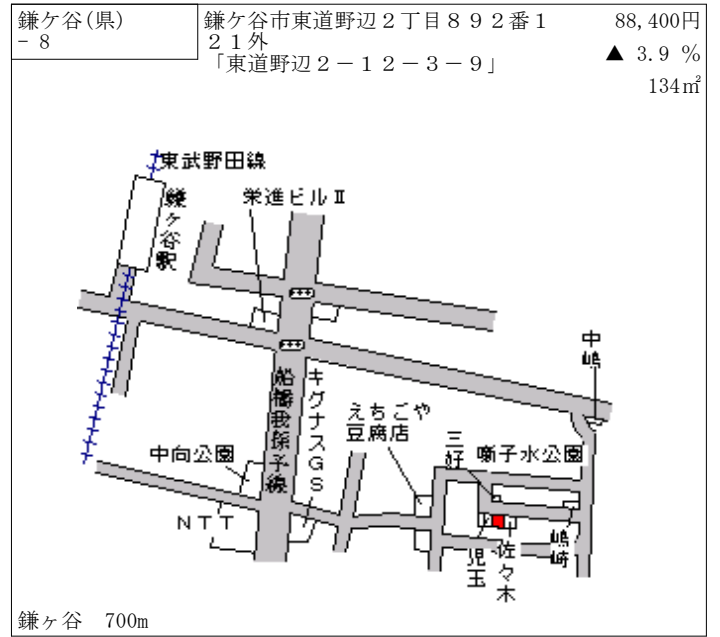 鎌ケ谷(県)
－８
鎌ケ谷市東道野辺２丁目８９２番１
２１外
「東道野辺２－１２－３－９」
88,400円
▲ 3.9 %
134㎡
東武野田線
鎌ケ谷駅
栄進ビルⅡ
中嶋
船橋我孫子線
キグナスＧＳ
えちごや
豆腐店
三好
噺子水公園
中向公園
ＮＴＴ
児玉
佐々木
嶋崎
鎌ヶ谷　700m